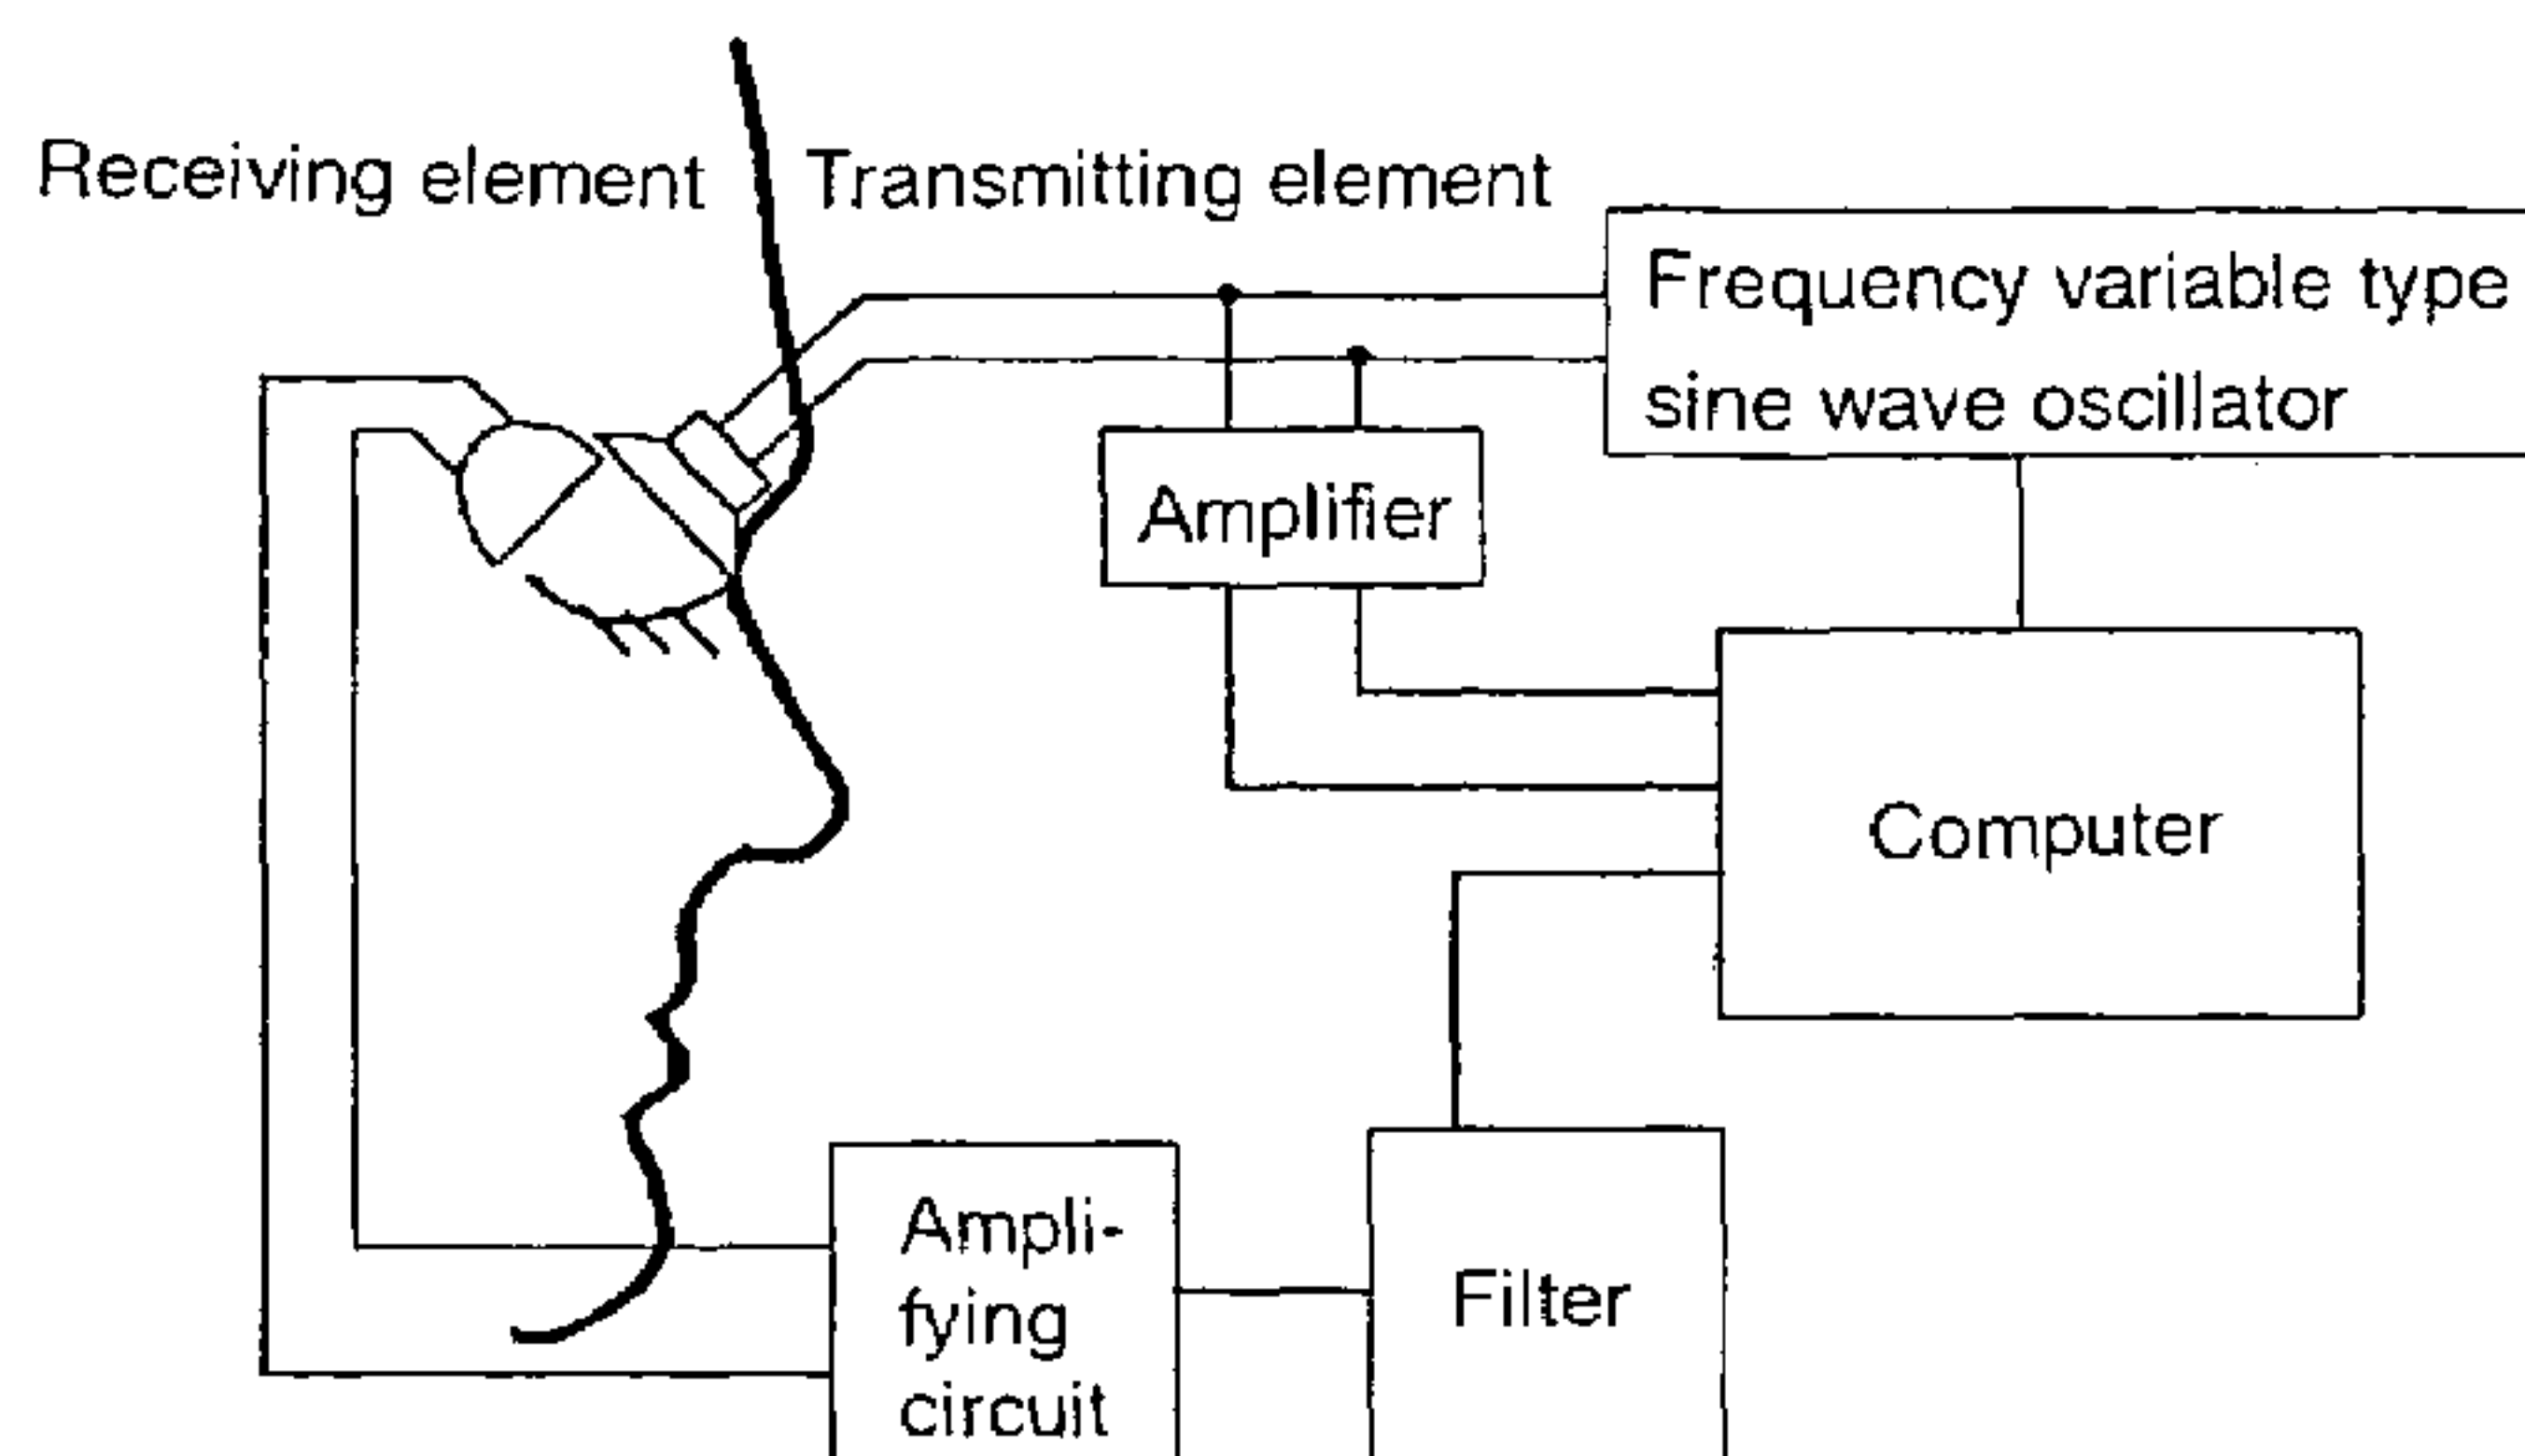 Receiving element
Transmitting element
Frequency variable type
sine wave oscillator
Amplifier
Computer
Ampli-
fying
circuit
Filter